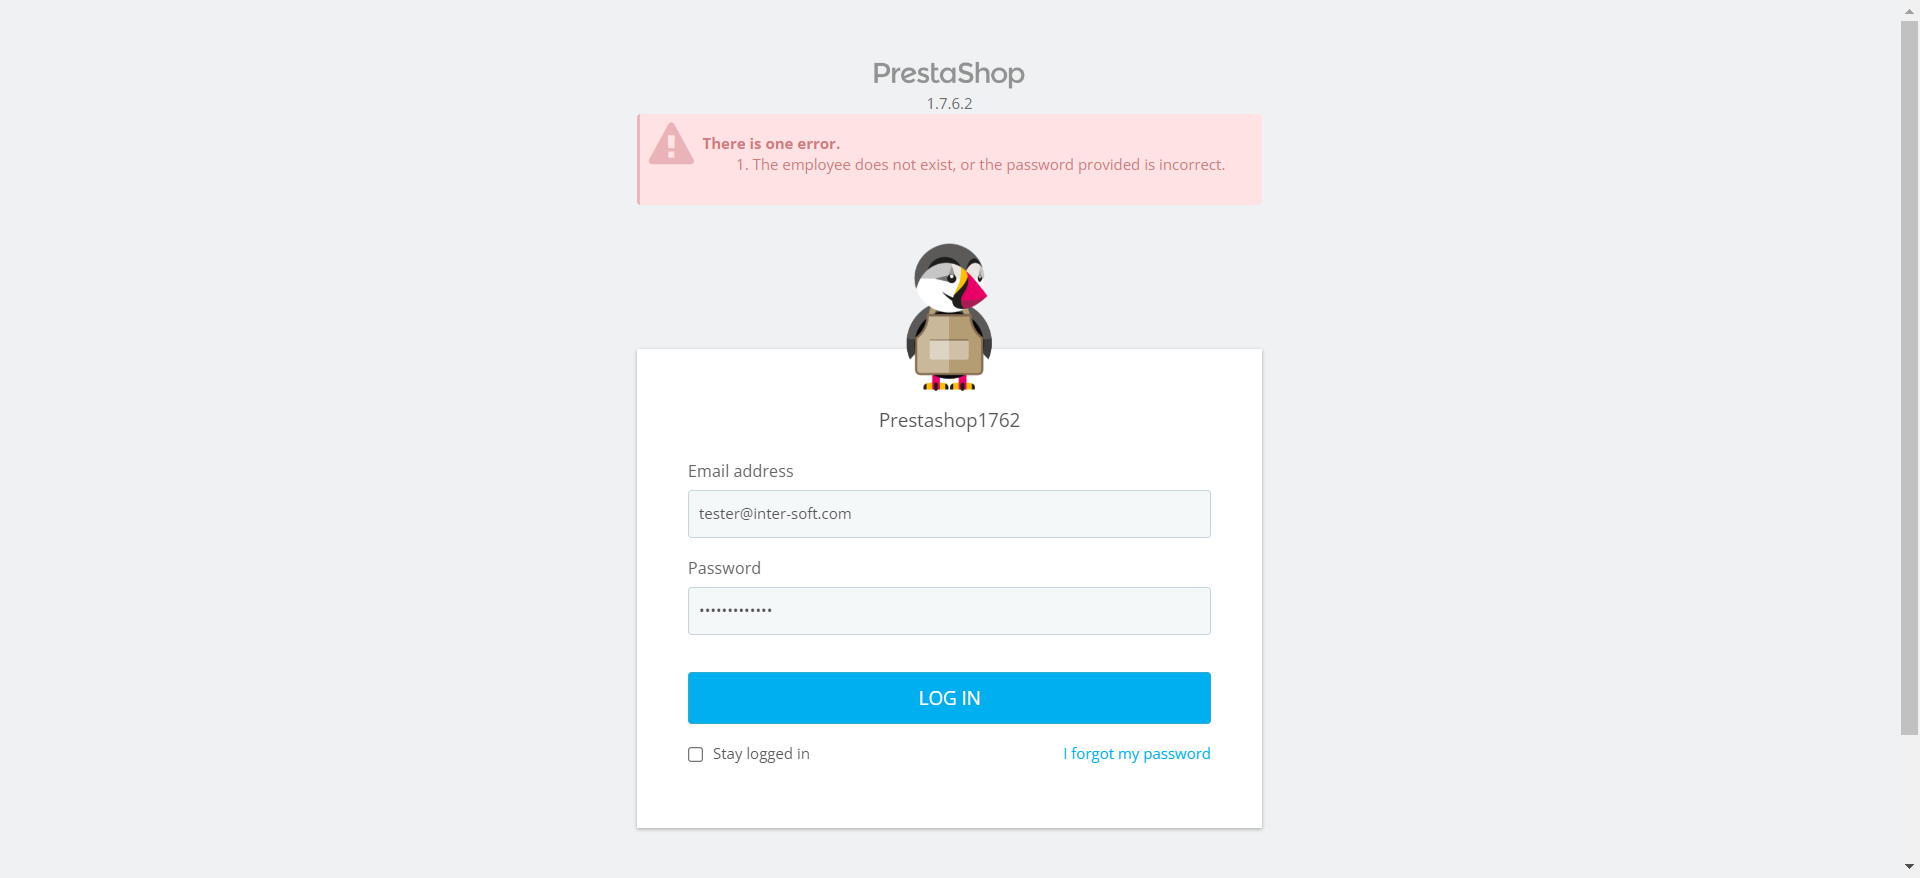 PrestaShop
1.7.6.2
There is one error.
1. The employee does not exist, or the password provided is incorrect.
Prestashop1762
Email address
tester@inter-soft.com
Password
•••••••••••••
LOG IN
Stay logged in
I forgot my password